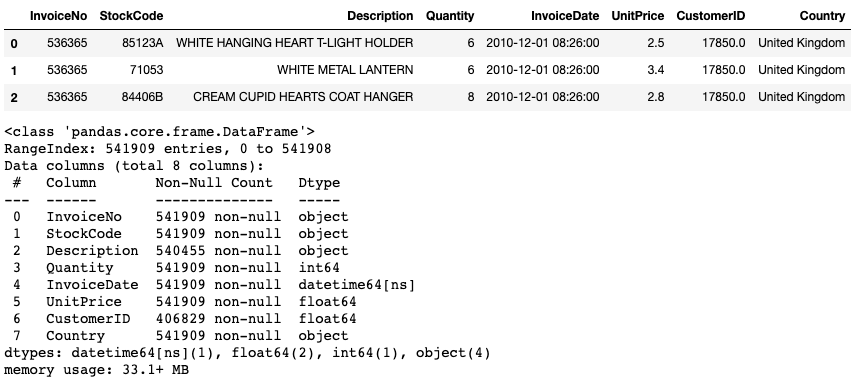 InvoiceNo StockCode Description Quantity InvoiceDate UnitPrice CustomerID Country
0 536365 85123A WHITE HANGING HEART T-LIGHT HOLDER 6 2010-12-01 08:26:00 2.5 17850.0 United Kingdom
1 536365 71053 WHITE METAL LANTERN 6 2010-12-01 08:26:00 3.4 17850.0 United Kingdom
2 536365 84406B CREAM CUPID HEARTS COAT HANGER 8 2010-12-01 08:26:00 2.8 17850.0 United Kingdom
<class 'pandas.core.frame.DataFrame'>
RangeIndex: 541909 entries, 0 to 541908
Data columns (total 8 columns):
 #   Column       Non-Null Count   Dtype
---  ------       --------------   -----
 0   InvoiceNo    541909 non-null  object
 1   StockCode    541909 non-null  object
 2   Description  540455 non-null  object
 3   Quantity     541909 non-null  int64
 4   InvoiceDate  541909 non-null  datetime64[ns]
 5   UnitPrice    541909 non-null  float64
 6   CustomerID   406829 non-null  float64
 7   Country      541909 non-null  object
dtypes: datetime64[ns](1), float64(2), int64(1), object(4)
memory usage: 33.1+ MB